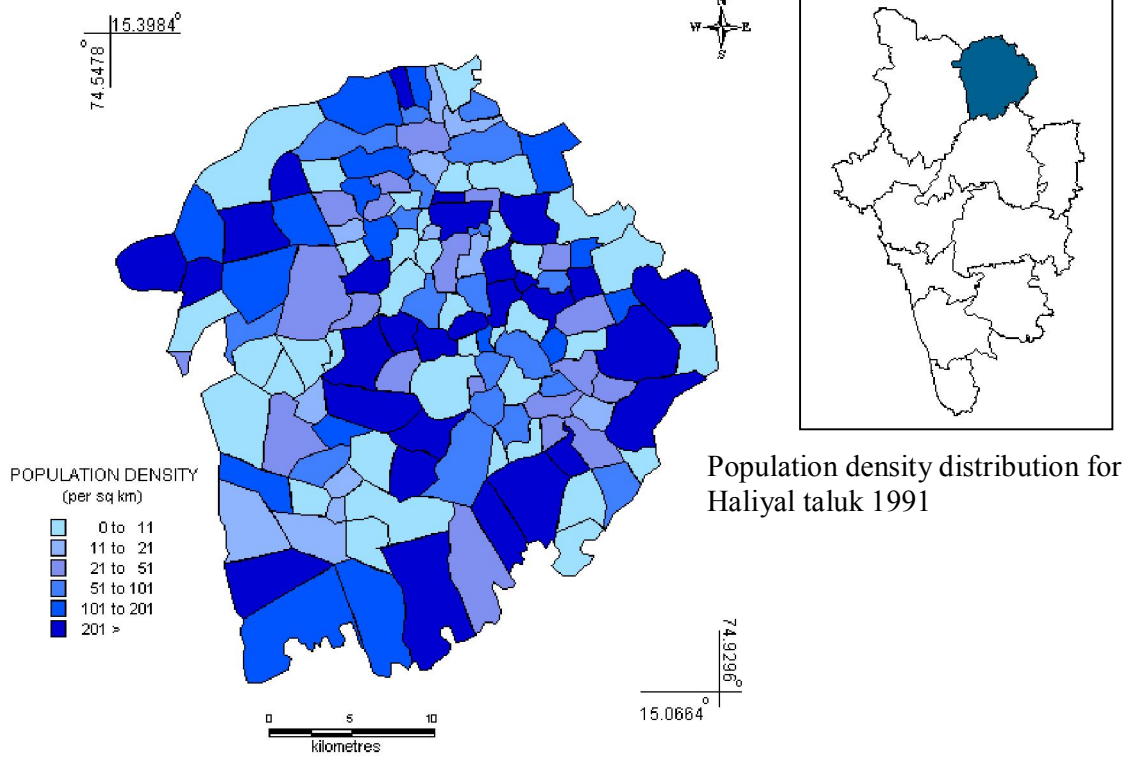 15.3984°
74.5478°
N
W E
S
POPULATION DENSITY
(per sq km)
0 to 11
11 to 21
21 to 51
51 to 101
101 to 201
201 >
Population density distribution for
Haliyal taluk 1991
74.9296°
15.0664°
0 5 10
kilometres